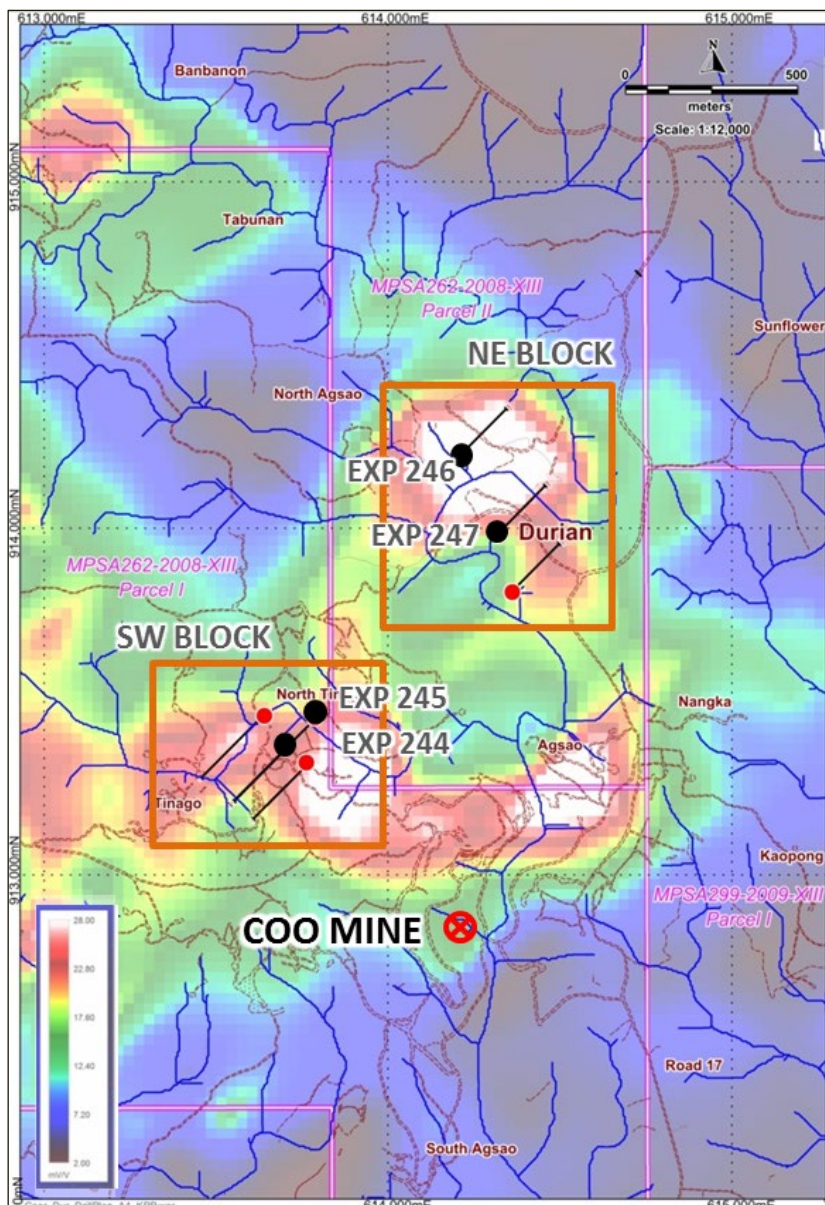 613,000mE
614,000mE
615,000mE
Banbanon
N
0
500
meters
Scale: 1:12,000
915,000mN
Tabunan
MPSA262-2008-XIII
Parcel II
Sunflower
NE BLOCK
North Agsao
EXP 246
914,000mN
EXP 247
Durian
MPSA262-2008-XIII
Parcel I
SW BLOCK
Nangka
North Tin
EXP 245
EXP 244
Agsao
Tinago
913,000mN
Kaopong
MPSA299-2009-XIII
Parcel I
COO MINE
28.00
22.80
17.60
12.40
7.20
2.00
mV/V
Road 17
South Agsao
614,000mE
615,000mE